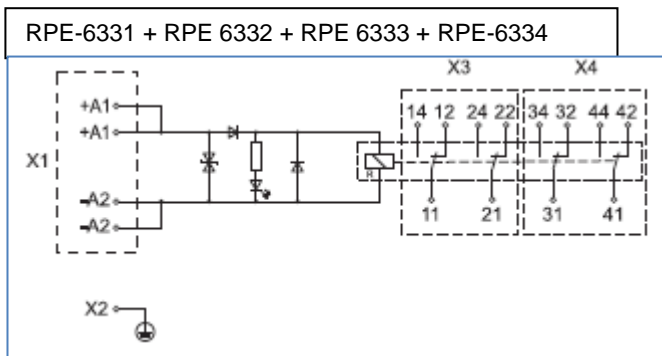 RPE-6331 + RPE 6332 + RPE 6333 + RPE-6334
X3 X4
+A1 14 12 24 22 34 32 44 42
+A1
X1
R
-A2 11 21 31 41
-A2
X2